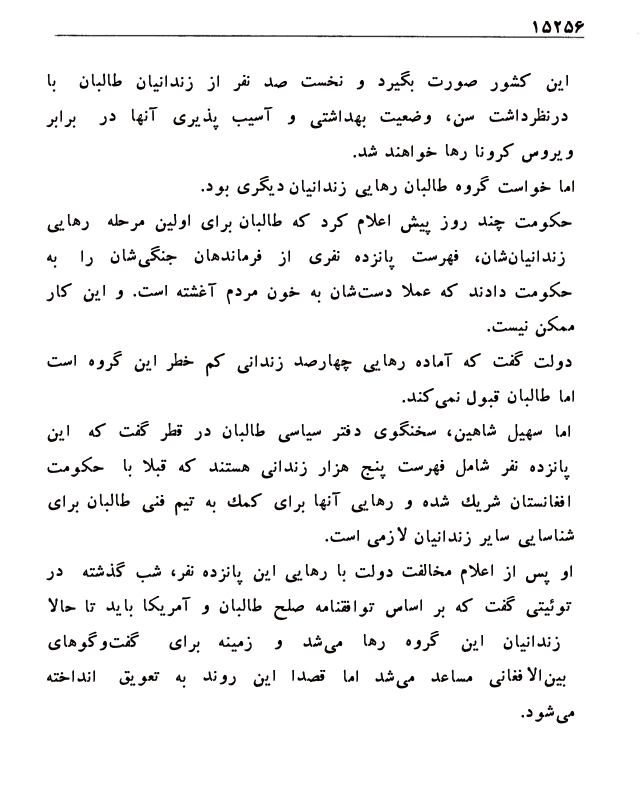 ۱۵۲۵۶
این کشور صورت بگیرد و نخست صد نفر از زندانیان طالبان با
درنظرداشت سن، وضعیت بهداشتی و آسیب پذیری آنها در برابر
ویروس کرونا رها خواهند شد.
اما خواست گروه طالبان رهایی زندانیان دیگری بود.
حکومت چند روز پیش اعلام کرد که طالبان برای اولین مرحله رهایی
زندانیان‌شان، فهرست پانزده نفری از فرماندهان جنگی‌شان را به
حکومت دادند که عملا دست‌شان به خون مردم آغشته است. و این کار
ممکن نیست.
دولت گفت که آماده رهایی چهارصد زندانی کم خطر این گروه است
اما طالبان قبول نمی‌کند.
اما سهیل شاهین، سخنگوی دفتر سیاسی طالبان در قطر گفت که این
پانزده نفر شامل فهرست پنج هزار زندانی هستند که قبلا با حکومت
افغانستان شریك شده و رهایی آنها برای کمك به تیم فنی طالبان برای
شناسایی سایر زندانیان لازمی است.
او پس از اعلام مخالفت دولت با رهایی این پانزده نفر، شب گذشته در
توئیتی گفت که بر اساس توافقنامه صلح طالبان و آمریکا باید تا حالا
زندانیان این گروه رها می‌شد و زمینه برای گفت‌وگوهای
بین‌الافغانی مساعد می‌شد اما قصدا این روند به تعویق انداخته
می‌شود.